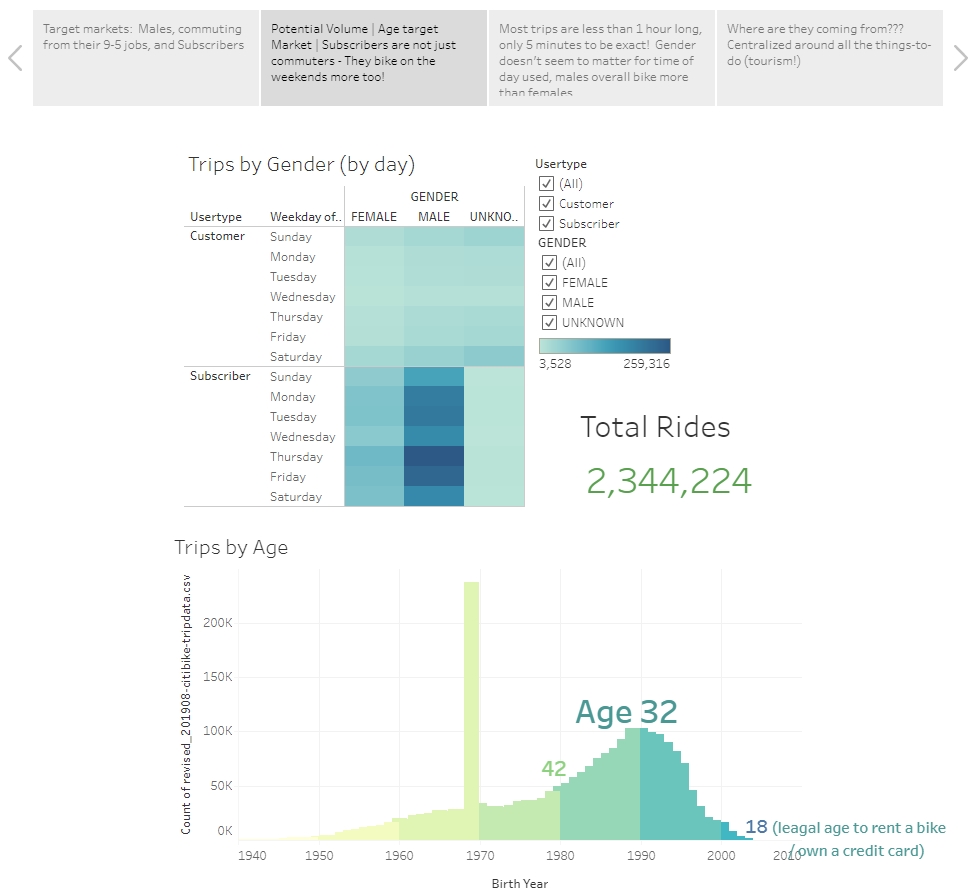 Target markets: Males, commuting
from their 9-5 jobs, and Subscribers
Potential Volume | Age target
Market | Subscribers are not just
commuters - They bike on the
weekends more too!
Most trips are less than 1 hour long,
only 5 minutes to be exact! Gender
doesn't seem to matter for time of
day used, males overall bike more
than females
Where are they coming from???
Centralized around all the things-to-
do (tourism!)
Trips by Gender (by day)
GENDER
Usertype Weekday of.. FEMALE MALE UNKNO..
Customer Sunday
Monday
Tuesday
Wednesday
Thursday
Friday
Saturday
Subscriber Sunday
Monday
Tuesday
Wednesday
Thursday
Friday
Saturday
Usertype
(All)
Customer
Subscriber
GENDER
(All)
FEMALE
MALE
UNKNOWN
3,528 259,316
Total Rides
2,344,224
Trips by Age
Count of revised_201908-citibike-tripdata.csv
200K
150K
100K
50K
0K
Age 32
42
18 (leagal age to rent a bike
/own a credit card)
1940 1950 1960 1970 1980 1990 2000 2010
Birth Year